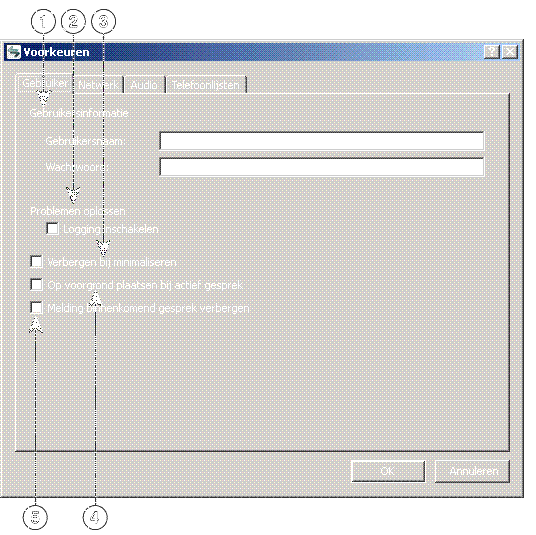 1 2 3
Voorkeuren
Gebruiker Netwerk Audio Telefoonlijsten
Gebruikersinformatie
Gebruikersnaam:
Wachtwoord:
Problemen oplossen
Logging inschakelen
Verbergen bij minimaliseren
Op voorgrond plaatsen bij actief gesprek
Melding binnenkomend gesprek verbergen
OK Annuleren
5 4